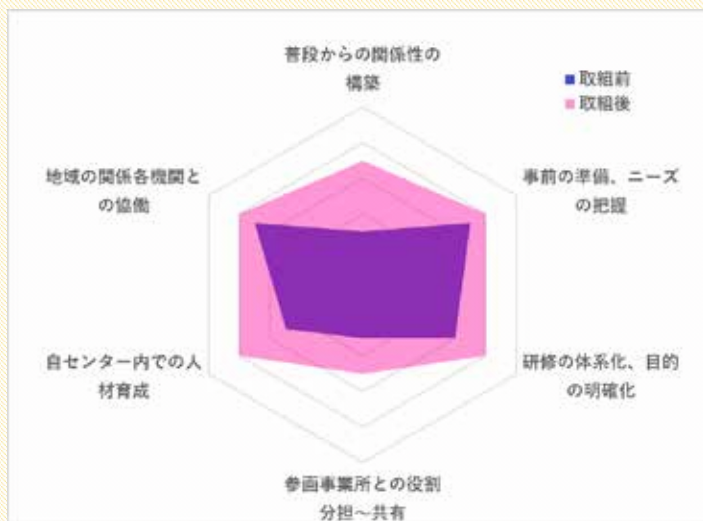 普段からの関係性の
構築
取組前
取組後
地域の関係各機関と
の協働
事前の準備、ニーズ
の把握
自センター内での人
材育成
研修の体系化、目的
の明確化
参画事業所との役割
分担～共有